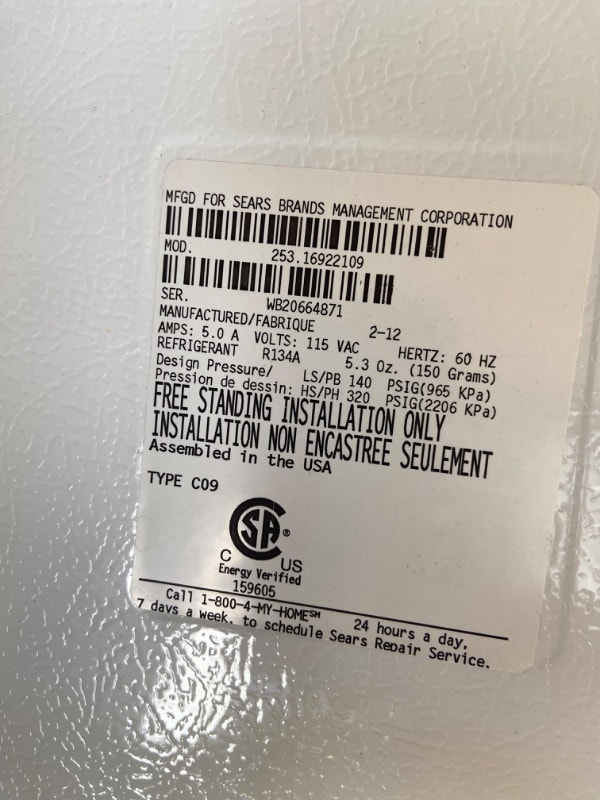 MFGD FOR SEARS BRANDS MANAGEMENT CORPORATION
MOD. 253.16922109
SER. WB20664871
MANUFACTURED/FABRIQUE 2-12
AMPS: 5.0 A VOLTS: 115 VAC HERTZ: 60 HZ
REFRIGERANT R134A 5.3 Oz. (150 Grams)
Design Pressure/ LS/PB 140 PSIG(965 KPa)
Pression de dessin: HS/PH 320 PSIG(2206 KPa)
FREE STANDING INSTALLATION ONLY
INSTALLATION NON ENCASTREE SEULEMENT
Assembled in the USA
TYPE C09
SA ®
C US
Energy Verified
159605
Call 1-800-4-MY-HOME℠ 24 hours a day,
7 days a week, to schedule Sears Repair Service.